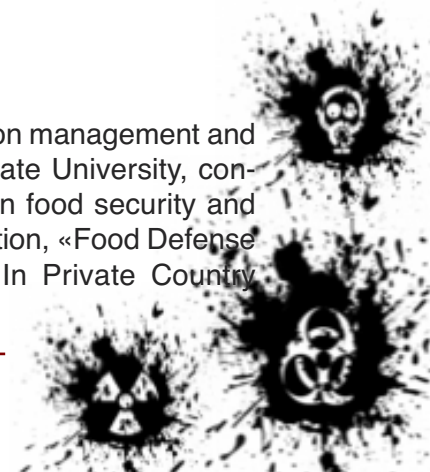 on management and
ate University, con-
n food security and
tion, «Food Defense
In Private Country